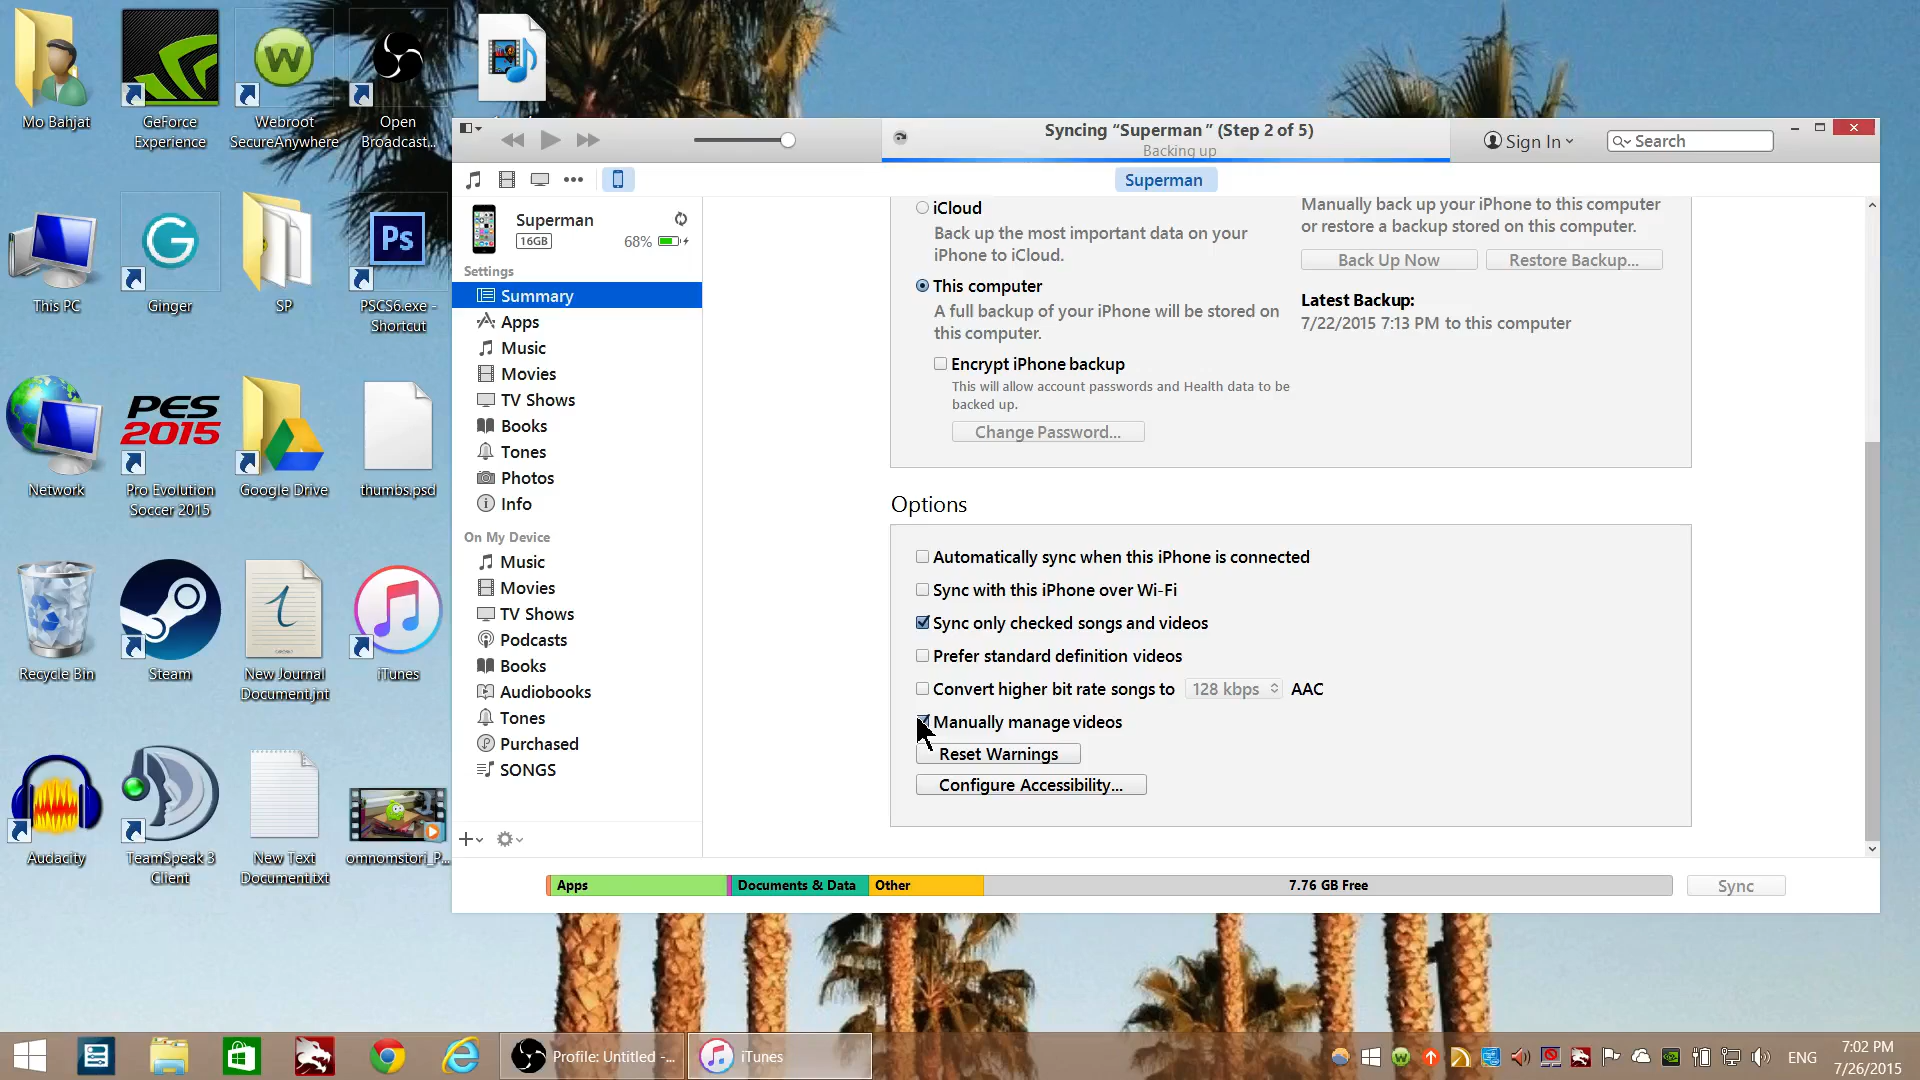 Mo Bahjat
GeForce
Experience
Webroot
SecureAnywhere
Open
Broadcast...
This PC
Ginger
SP
Ps
PSCS6.exe -
Shortcut
Network
PES
2015
Pro Evolution
Soccer 2015
Google Drive
thumbs.psd
Recycle Bin
Steam
New Journal
Document.jnt
iTunes
Audacity
TeamSpeak 3
Client
New Text
Document.txt
omnomstori_P...
Syncing “Superman ” (Step 2 of 5)
Backing up
Sign In
Search
Superman
Superman
16GB
68%
Settings
Summary
Apps
Music
Movies
TV Shows
Books
Tones
Photos
Info
On My Device
Music
Movies
TV Shows
Podcasts
Books
Audiobooks
Tones
Purchased
SONGS
iCloud
Back up the most important data on your
iPhone to iCloud.
This computer
A full backup of your iPhone will be stored on
this computer.
Encrypt iPhone backup
This will allow account passwords and Health data to be
backed up.
Change Password...
Manually back up your iPhone to this computer
or restore a backup stored on this computer.
Back Up Now
Restore Backup...
Latest Backup:
7/22/2015 7:13 PM to this computer
Options
Automatically sync when this iPhone is connected
Sync with this iPhone over Wi-Fi
Sync only checked songs and videos
Prefer standard definition videos
Convert higher bit rate songs to 128 kbps AAC
Manually manage videos
Reset Warnings
Configure Accessibility...
Apps
Documents & Data
Other
7.76 GB Free
Sync
Profile: Untitled -...
iTunes
ENG
7:02 PM
7/26/2015